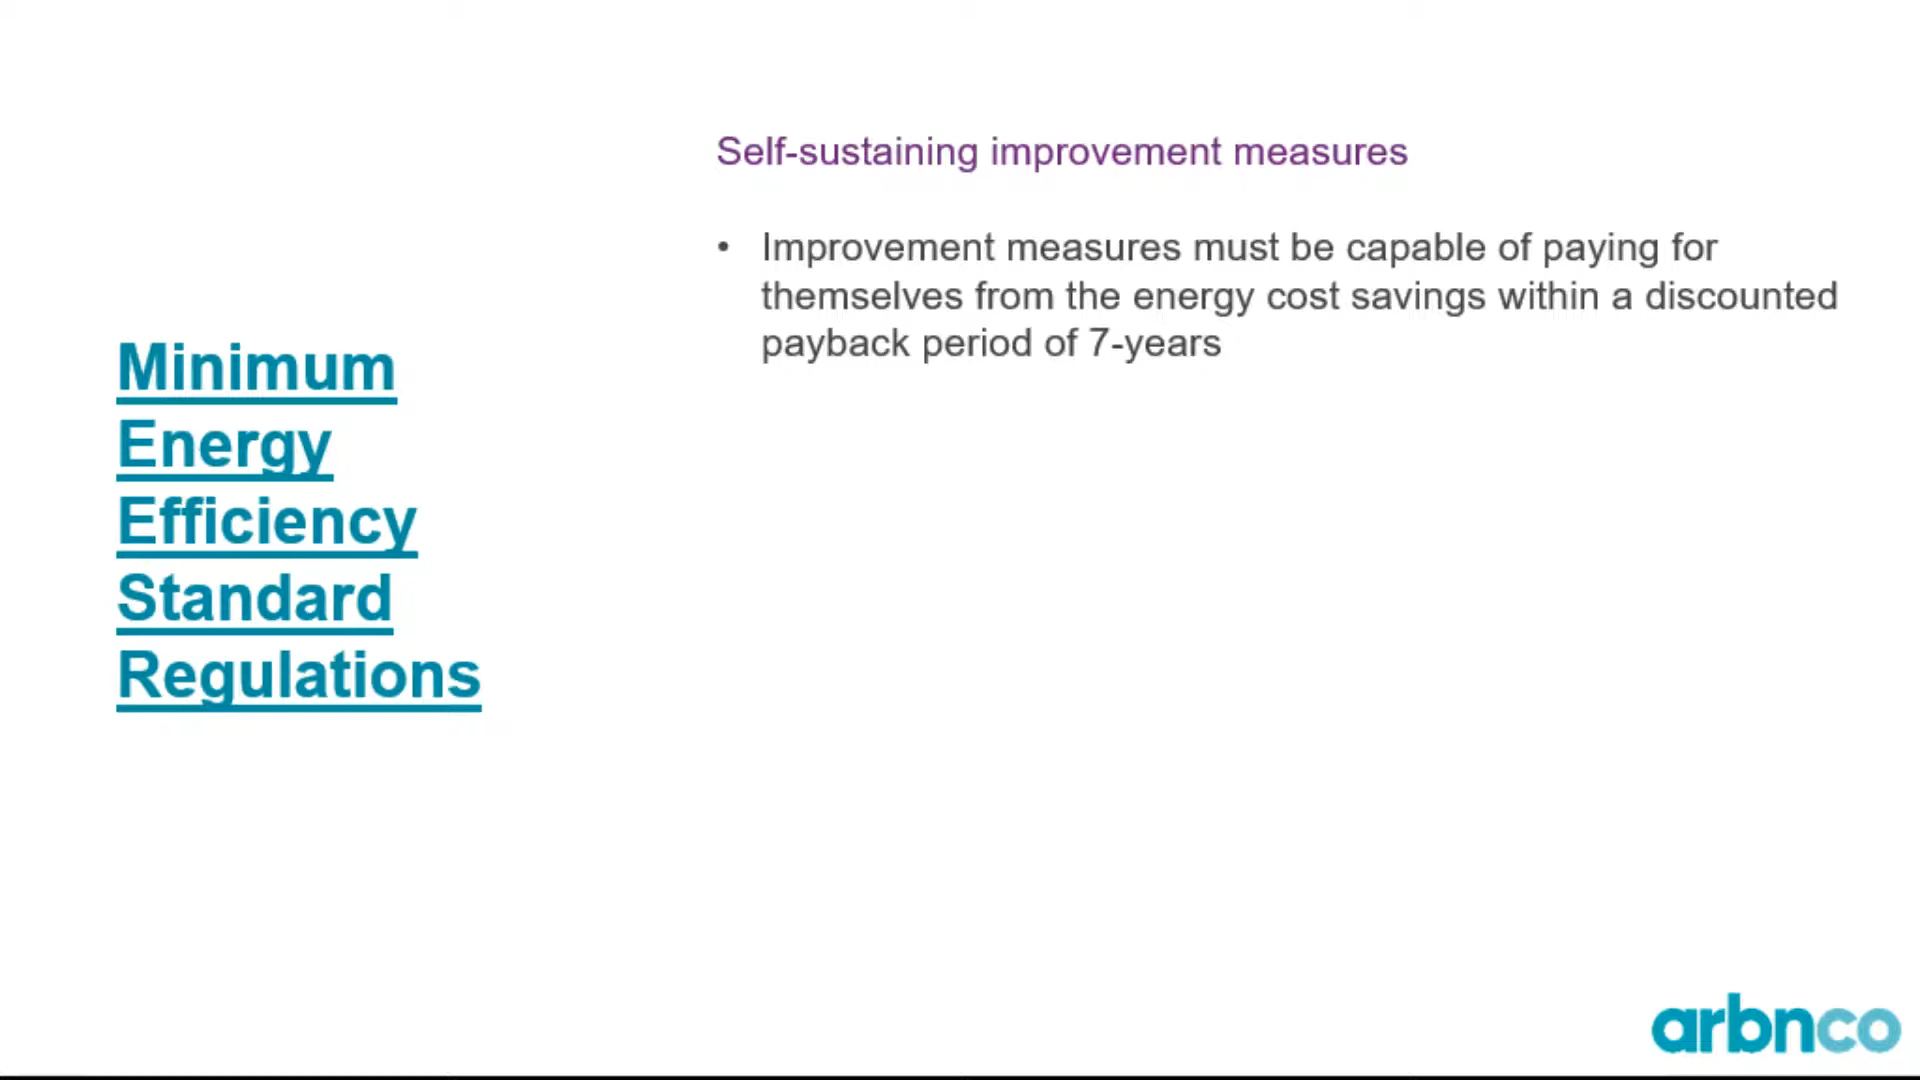 Minimum
Energy
Efficiency
Standard
Regulations
Self-sustaining improvement measures
• Improvement measures must be capable of paying for
themselves from the energy cost savings within a discounted
payback period of 7-years
arbnco